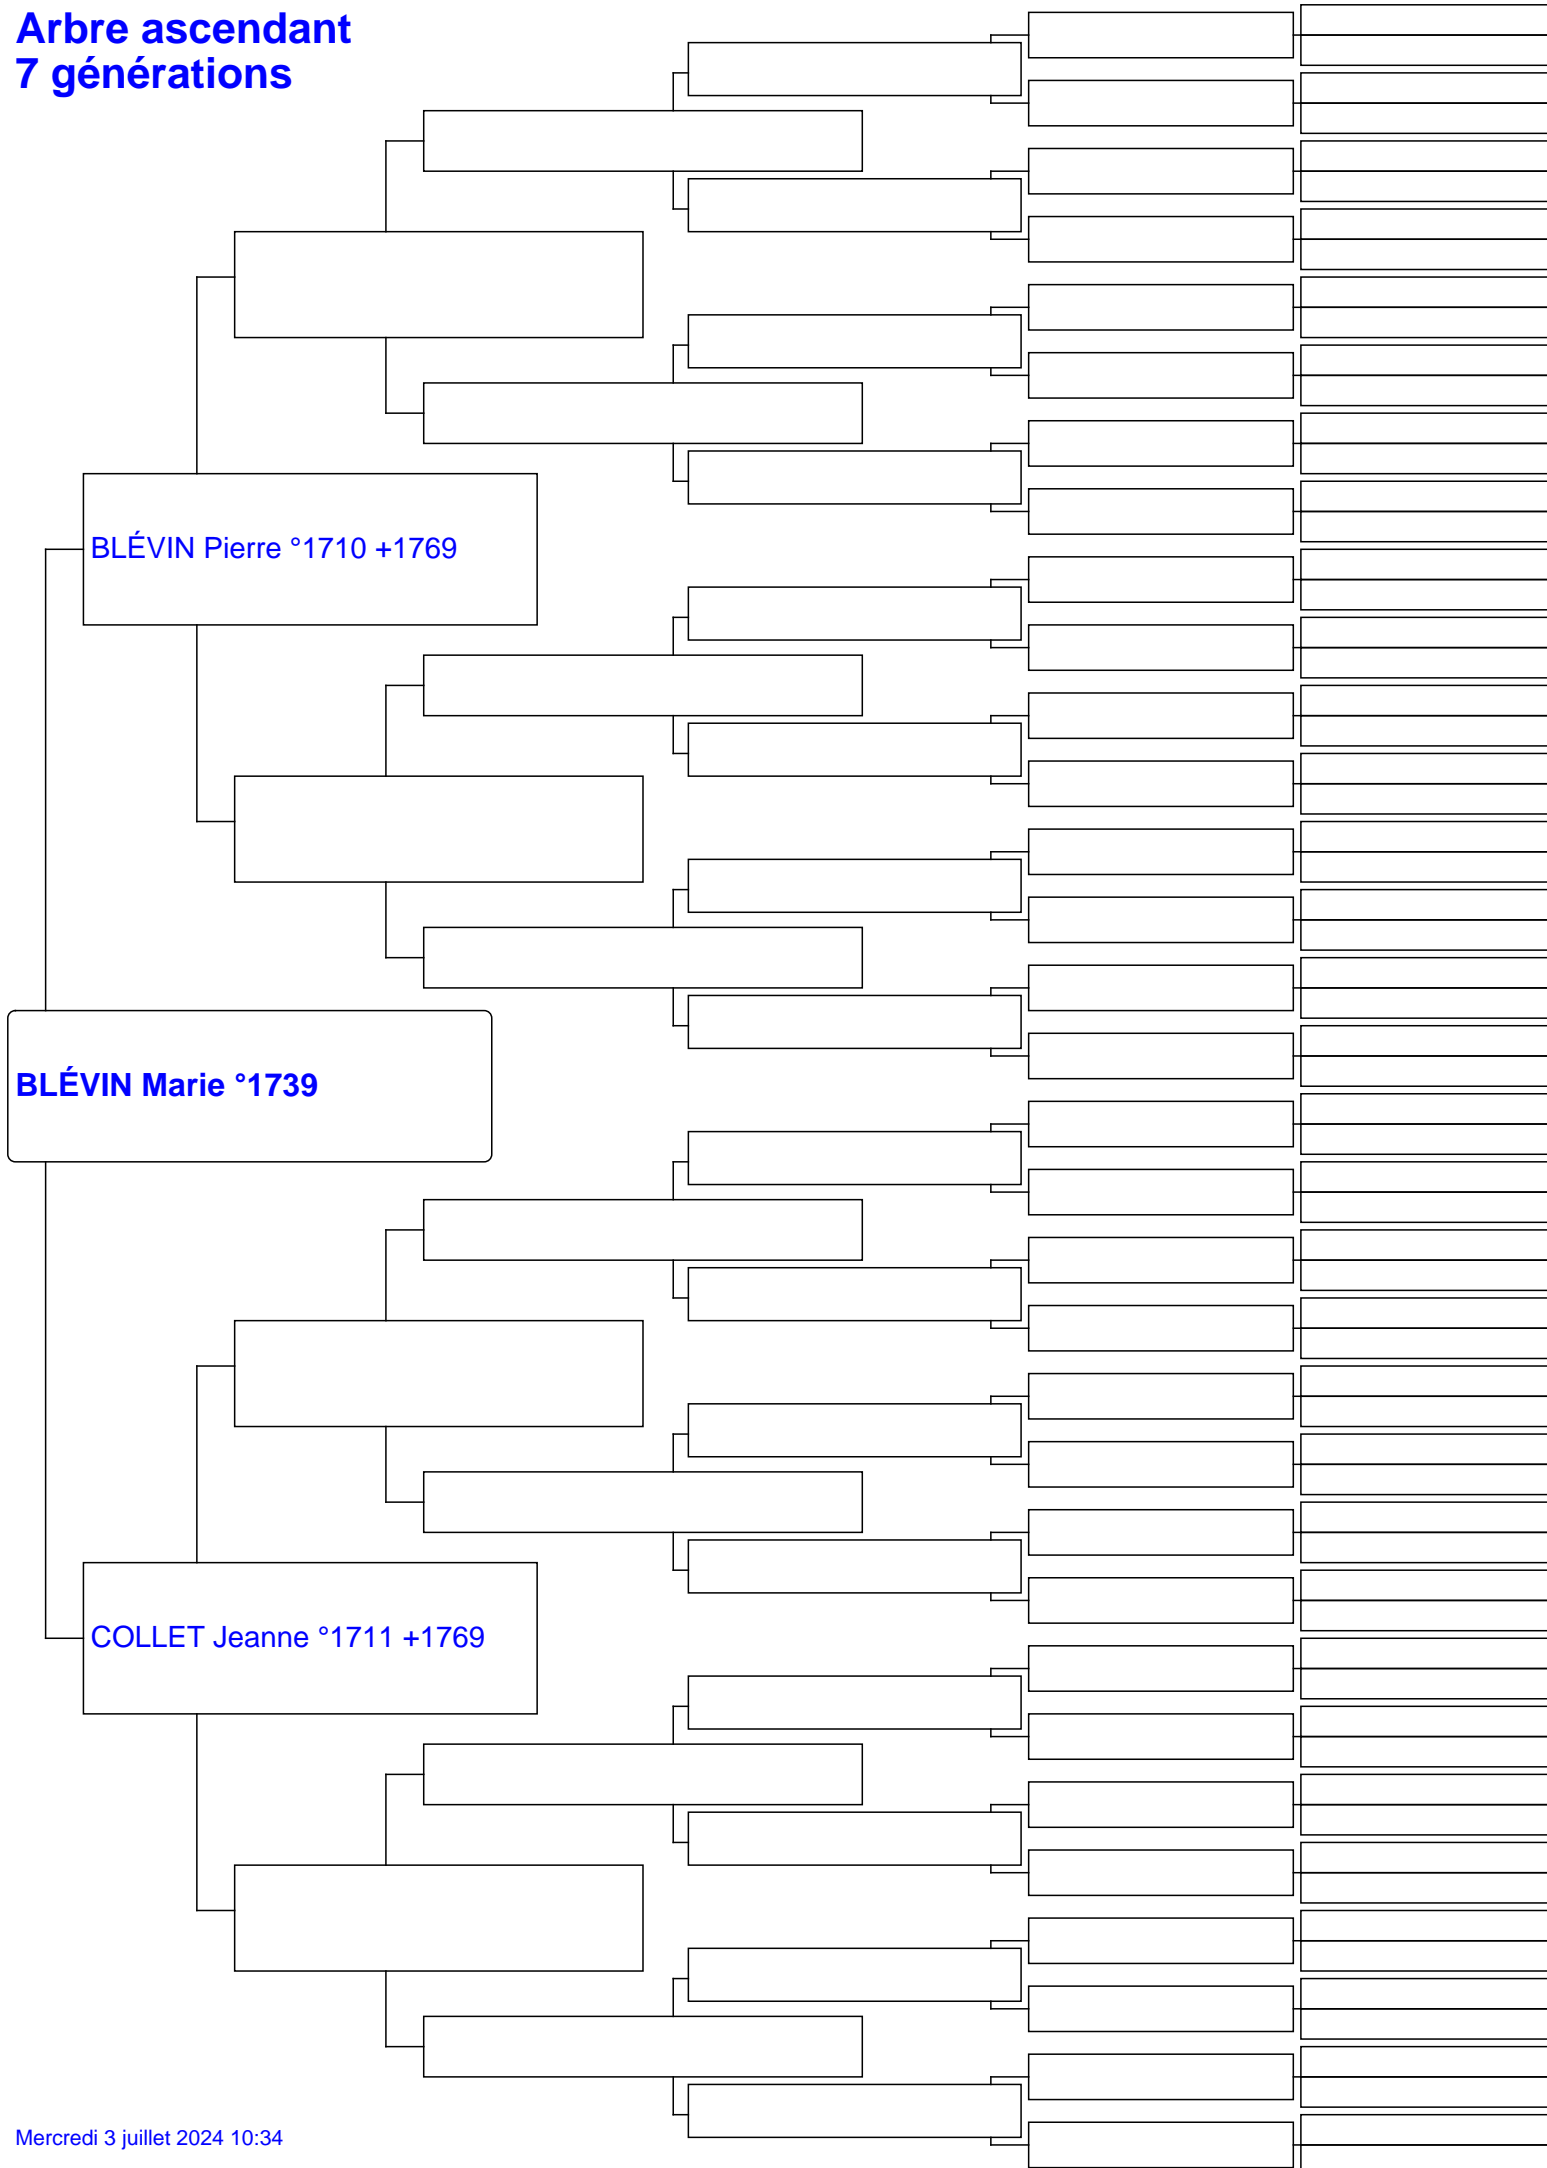 Arbre ascendant
7 générations
BLÉVIN Pierre °1710 +1769
BLÉVIN Marie °1739
COLLET Jeanne °1711 +1769
Mercredi 3 juillet 2024 10:34